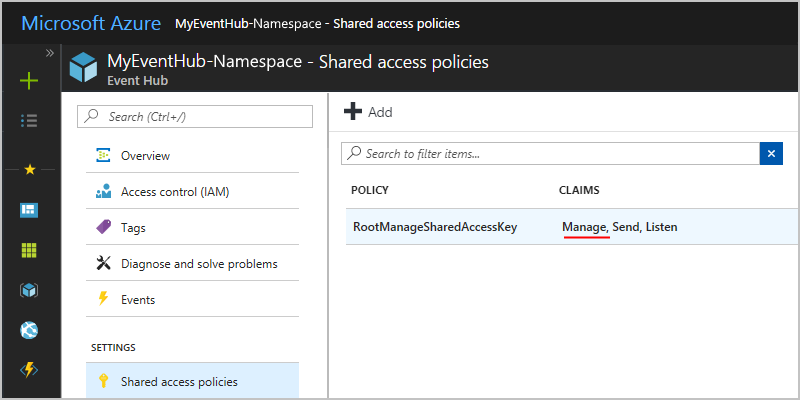 Microsoft Azure MyEventHub-Namespace - Shared access policies
MyEventHub-Namespace - Shared access policies
Event Hub
Search (Ctrl+/)
Overview
Access control (IAM)
Tags
Diagnose and solve problems
Events
SETTINGS
Shared access policies
Add
Search to filter items...
POLICY CLAIMS
RootManageSharedAccessKey Manage, Send, Listen